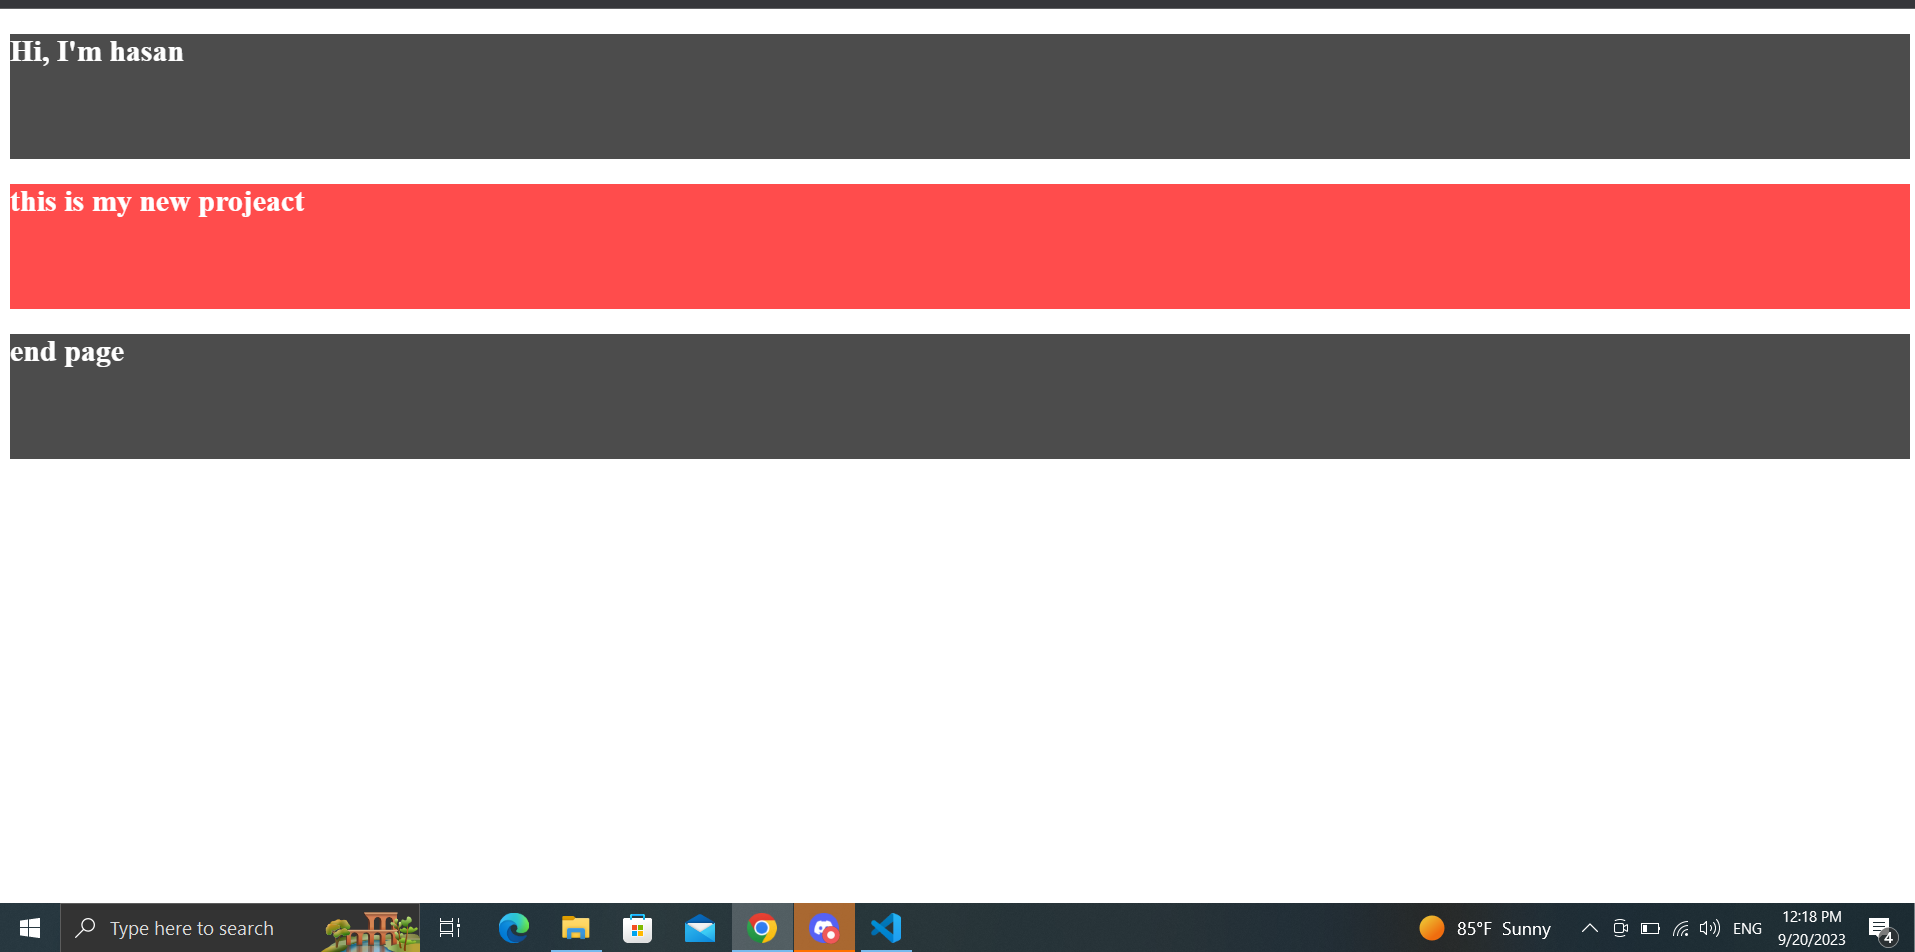 Hi, I'm hasan
this is my new projeact
end page
Type here to search
85°F Sunny
ENG
12:18 PM
9/20/2023
4